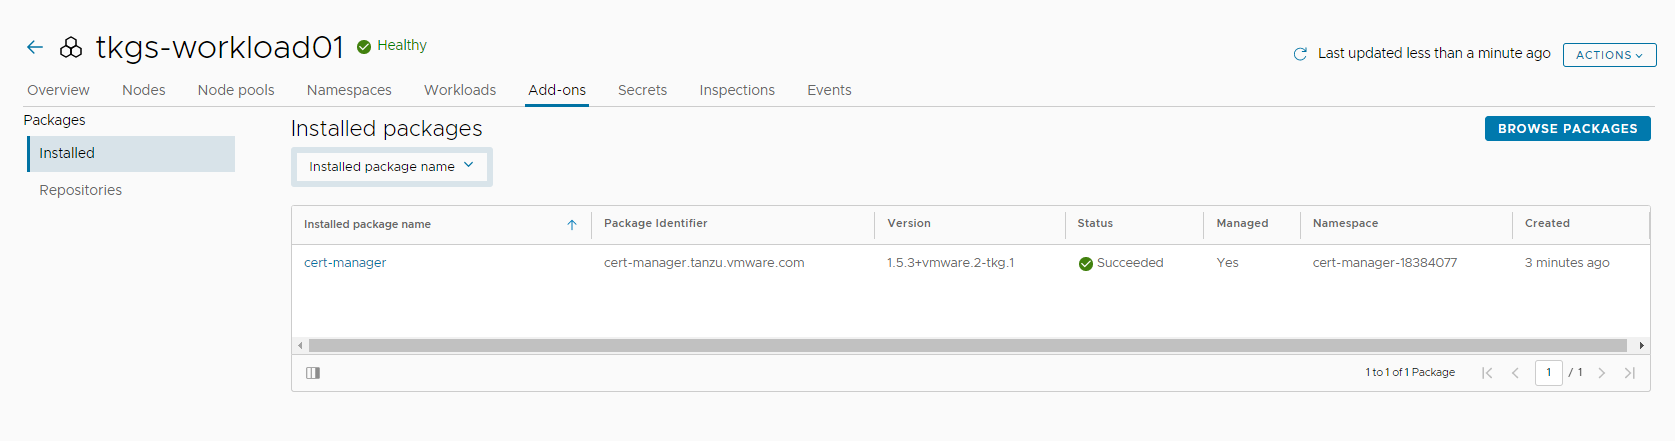 tkgs-workload01 Healthy
Last updated less than a minute ago ACTIONS
Overview Nodes Node pools Namespaces Workloads Add-ons Secrets Inspections Events
Packages
Installed
Repositories
Installed packages
BROWSE PACKAGES
Installed package name
Installed package name Package Identifier Version Status Managed Namespace Created
cert-manager cert-manager.tanzu.vmware.com 1.5.3+vmware.2-tkg.1 Succeeded Yes cert-manager-18384077 3 minutes ago
1 to 1 of 1 Package 1 / 1